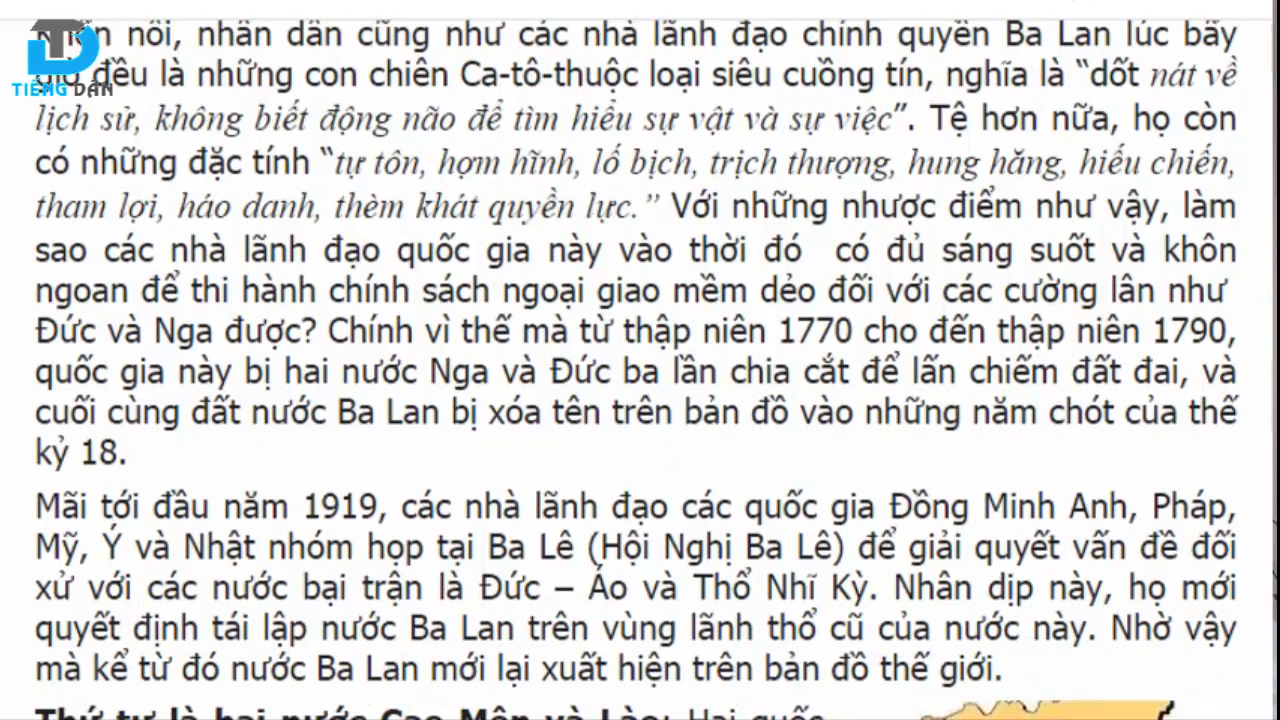 nỗi, nhân dân cũng như các nhà lãnh đạo chính quyền Ba Lan lúc bấy
giờ đều là những con chiên Ca-tô-thuộc loại siêu cuồng tín, nghĩa là “dốt nát về
TIẾNG DÂN
lịch sử, không biết động não để tìm hiểu sự vật và sự việc”. Tệ hơn nữa, họ còn
có những đặc tính “tự tôn, hợm hĩnh, lố bịch, trịch thượng, hung hăng, hiếu chiến,
tham lợi, háo danh, thèm khát quyền lực.” Với những nhược điểm như vậy, làm
sao các nhà lãnh đạo quốc gia này vào thời đó có đủ sáng suốt và khôn
ngoan để thi hành chính sách ngoại giao mềm dẻo đối với các cường lân như
Đức và Nga được? Chính vì thế mà từ thập niên 1770 cho đến thập niên 1790,
quốc gia này bị hai nước Nga và Đức ba lần chia cắt để lấn chiếm đất đai, và
cuối cùng đất nước Ba Lan bị xóa tên trên bản đồ vào những năm chót của thế
kỷ 18.
Mãi tới đầu năm 1919, các nhà lãnh đạo các quốc gia Đồng Minh Anh, Pháp,
Mỹ, Ý và Nhật nhóm họp tại Ba Lê (Hội Nghị Ba Lê) để giải quyết vấn đề đối
xử với các nước bại trận là Đức – Áo và Thổ Nhĩ Kỳ. Nhân dịp này, họ mới
quyết định tái lập nước Ba Lan trên vùng lãnh thổ cũ của nước này. Nhờ vậy
mà kể từ đó nước Ba Lan mới lại xuất hiện trên bản đồ thế giới.
Thứ tư là hai nước Cao Mên và Lào: Hai quốc